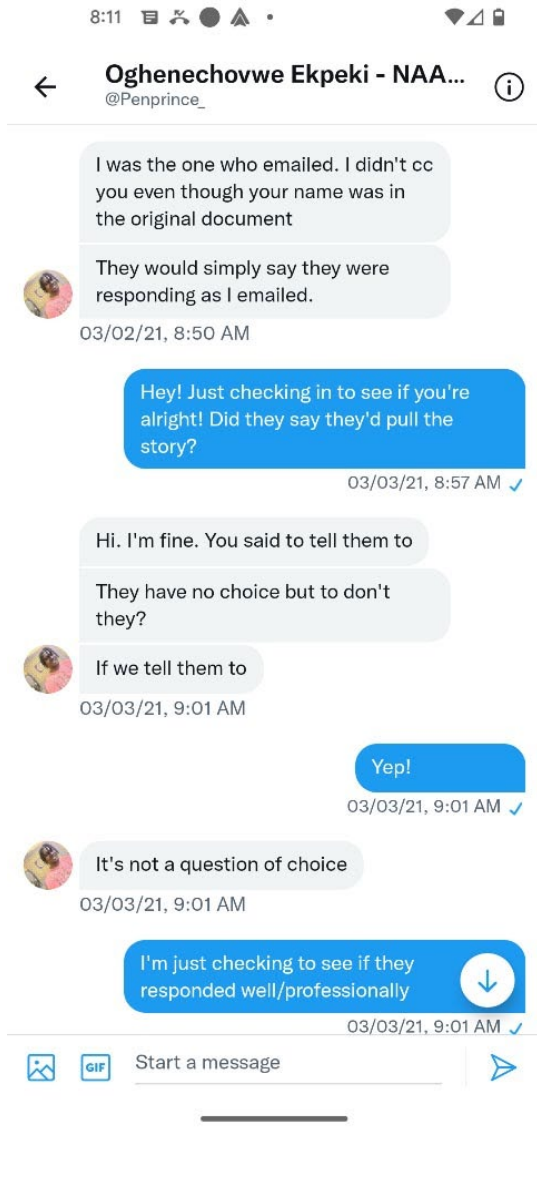 8:11
Oghenechovwe Ekpeki - NAA...
@Penprince_
I was the one who emailed. I didn't cc
you even though your name was in
the original document
They would simply say they were
responding as I emailed.
03/02/21, 8:50 AM
Hey! Just checking in to see if you're
alright! Did they say they'd pull the
story?
03/03/21, 8:57 AM
Hi. I'm fine. You said to tell them to
They have no choice but to don't
they?
If we tell them to
03/03/21, 9:01 AM
Yep!
03/03/21, 9:01 AM
It's not a question of choice
03/03/21, 9:01 AM
I'm just checking to see if they
responded well/professionally
03/03/21, 9:01 AM
GIF
Start a message